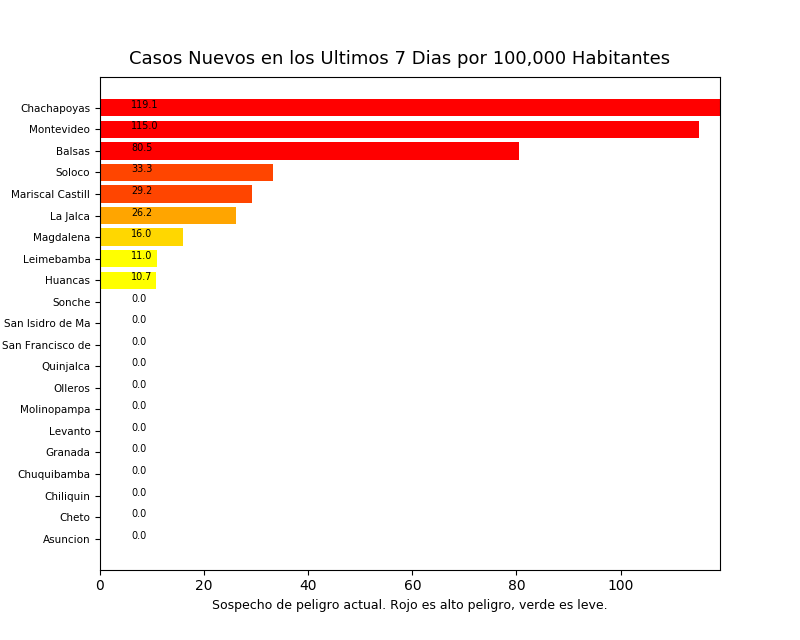 Casos Nuevos en los Ultimos 7 Dias por 100,000 Habitantes
Chachapoyas 119.1
Montevideo 115.0
Balsas 80.5
Soloco 33.3
Mariscal Castill 29.2
La Jalca 26.2
Magdalena 16.0
Leimebamba 11.0
Huancas 10.7
Sonche 0.0
San Isidro de Ma 0.0
San Francisco de 0.0
Quinjalca 0.0
Olleros 0.0
Molinopampa 0.0
Levanto 0.0
Granada 0.0
Chuquibamba 0.0
Chiliquin 0.0
Cheto 0.0
Asuncion 0.0
0 20 40 60 80 100
Sospecho de peligro actual. Rojo es alto peligro, verde es leve.